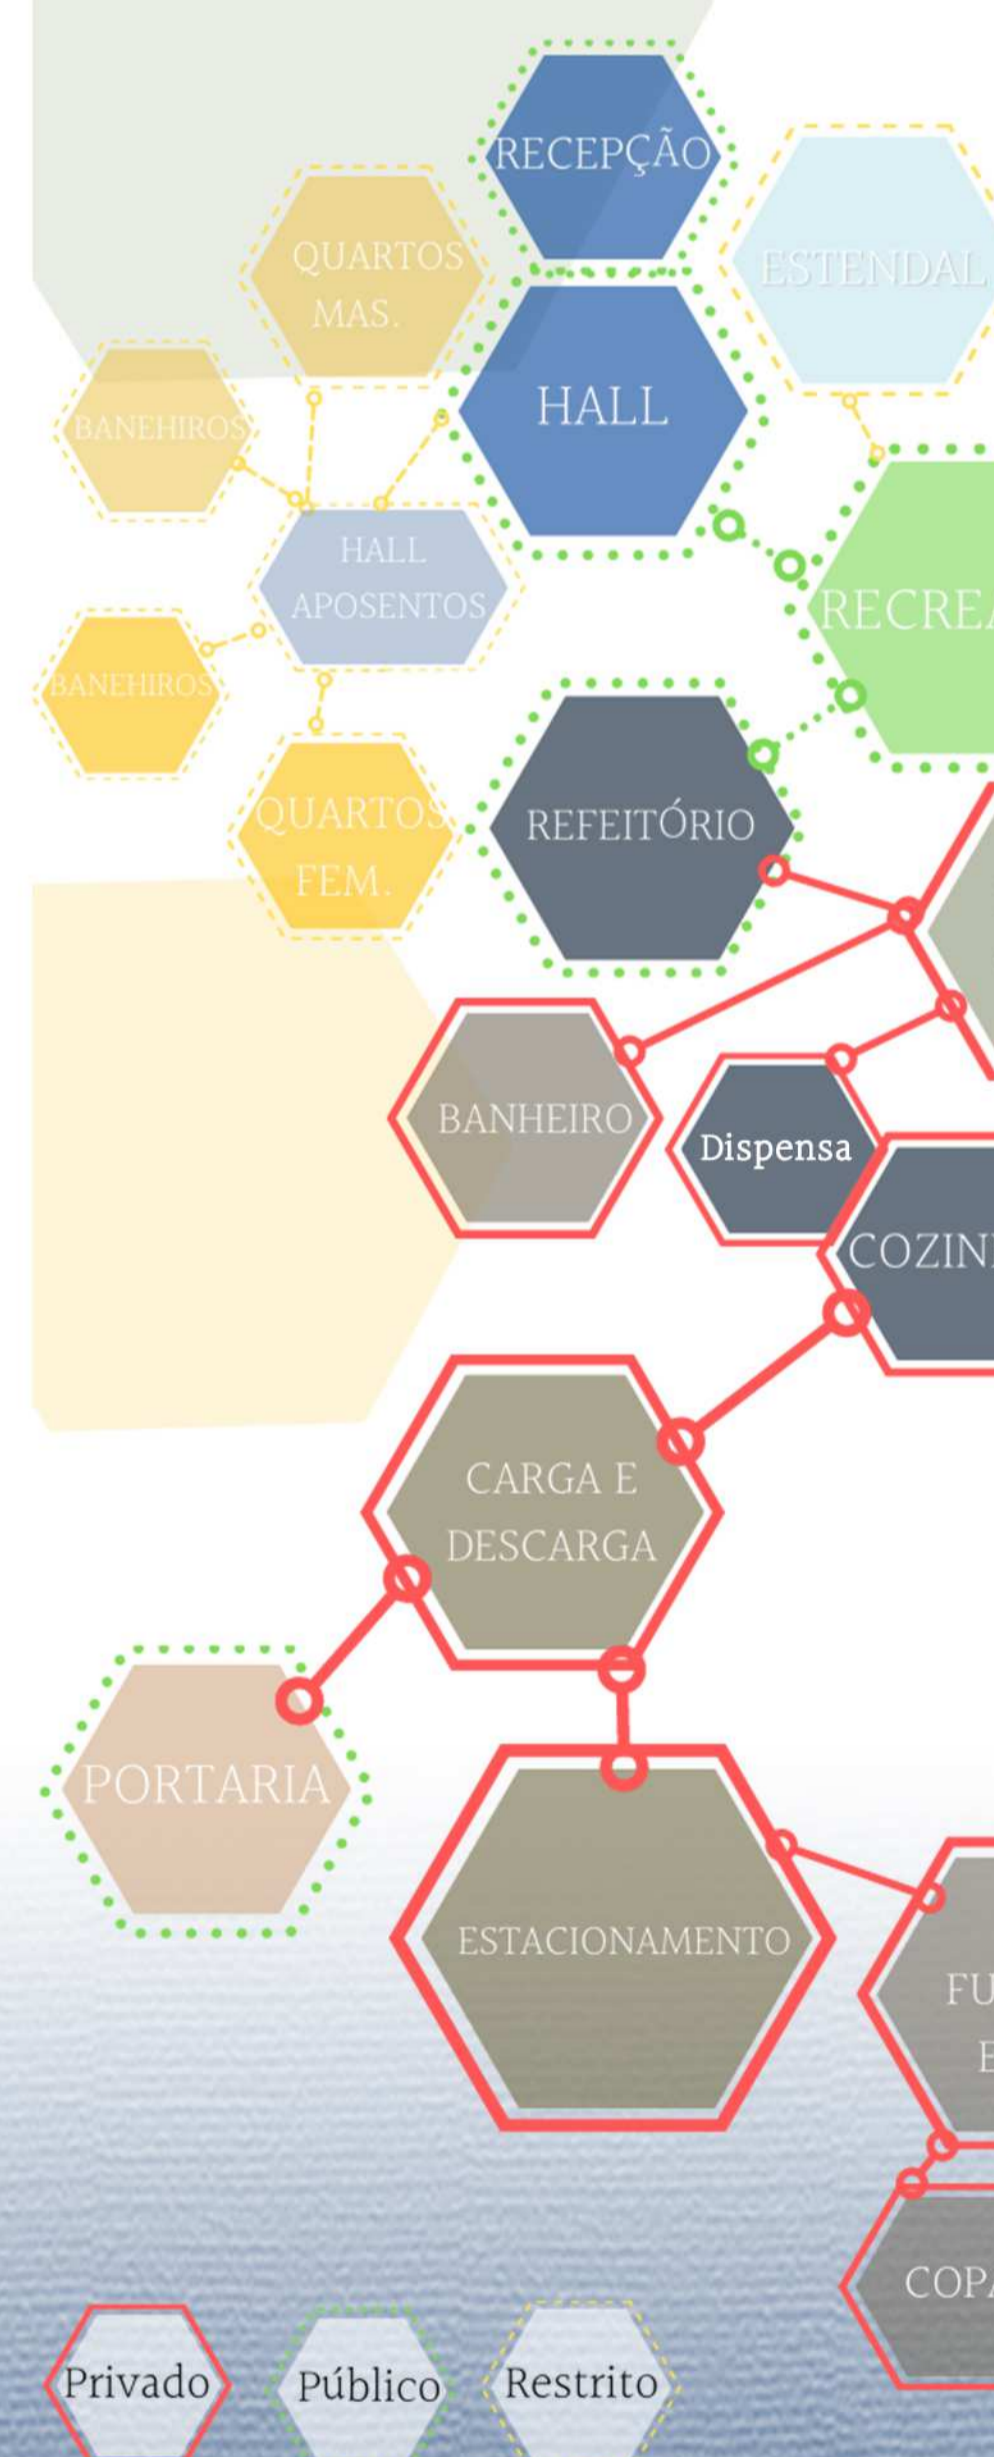 RECEPÇÃO
QUARTOS
MAS.
ESTENDAL
HALL
BANEHIROS
HALL
APOSENTOS
RECREA
BANEHIROS
QUARTOS
FEM.
REFEITÓRIO
BANHEIRO
Dispensa
COZIN
CARGA E
DESCARGA
PORTARIA
ESTACIONAMENTO
FU
E
COPA
Privado
Público
Restrito